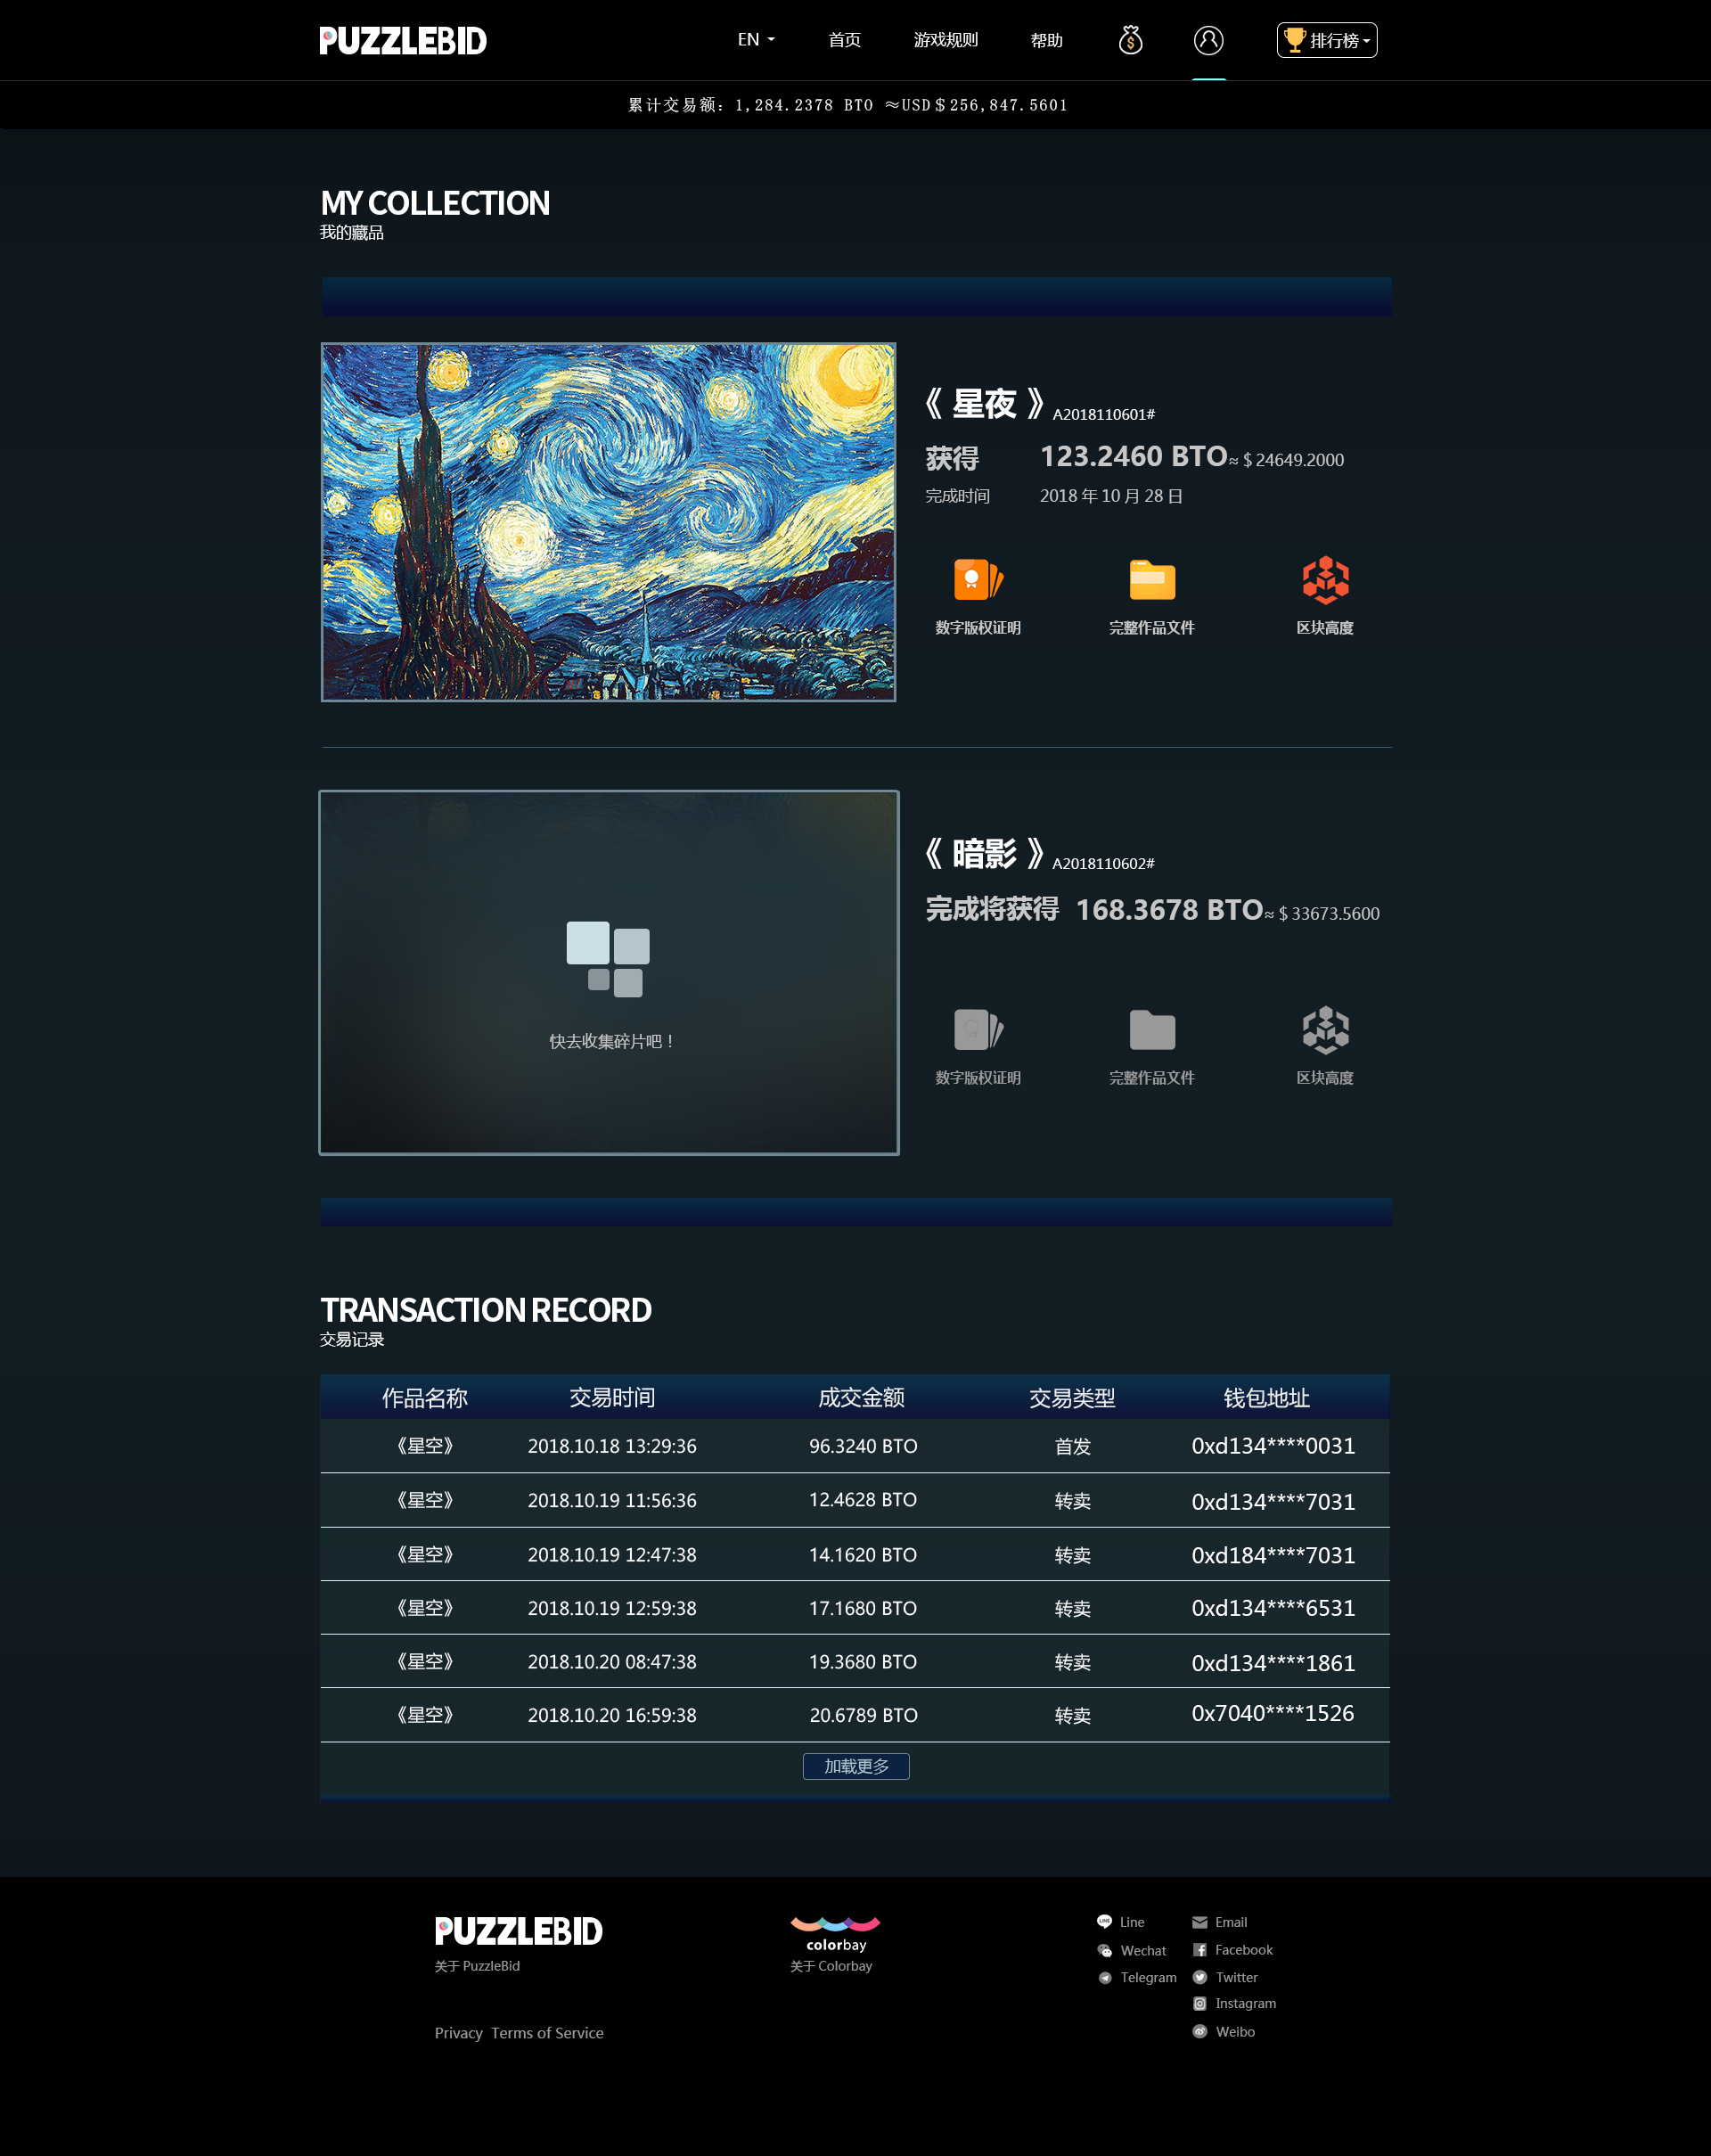 PUZZLEBID
EN 首页 游戏规则 帮助 排行榜
累计交易额：1,284.2378 BTO ≈USD＄256,847.5601
MY COLLECTION
我的藏品
《 星夜 》A2018110601#
获得 123.2460 BTO≈＄24649.2000
完成时间 2018 年 10 月 28 日
数字版权证明 完整作品文件 区块高度
《 暗影 》A2018110602#
完成将获得 168.3678 BTO≈＄33673.5600
快去收集碎片吧！
数字版权证明 完整作品文件 区块高度
TRANSACTION RECORD
交易记录
作品名称 交易时间 成交金额 交易类型 钱包地址
《星空》 2018.10.18 13:29:36 96.3240 BTO 首发 0xd134****0031
《星空》 2018.10.19 11:56:36 12.4628 BTO 转卖 0xd134****7031
《星空》 2018.10.19 12:47:38 14.1620 BTO 转卖 0xd184****7031
《星空》 2018.10.19 12:59:38 17.1680 BTO 转卖 0xd134****6531
《星空》 2018.10.20 08:47:38 19.3680 BTO 转卖 0xd134****1861
《星空》 2018.10.20 16:59:38 20.6789 BTO 转卖 0x7040****1526
加载更多
PUZZLEBID
关于 PuzzleBid
Privacy Terms of Service
colorbay
关于 Colorbay
LINE Line
Wechat
Telegram
Email
Facebook
Twitter
Instagram
Weibo